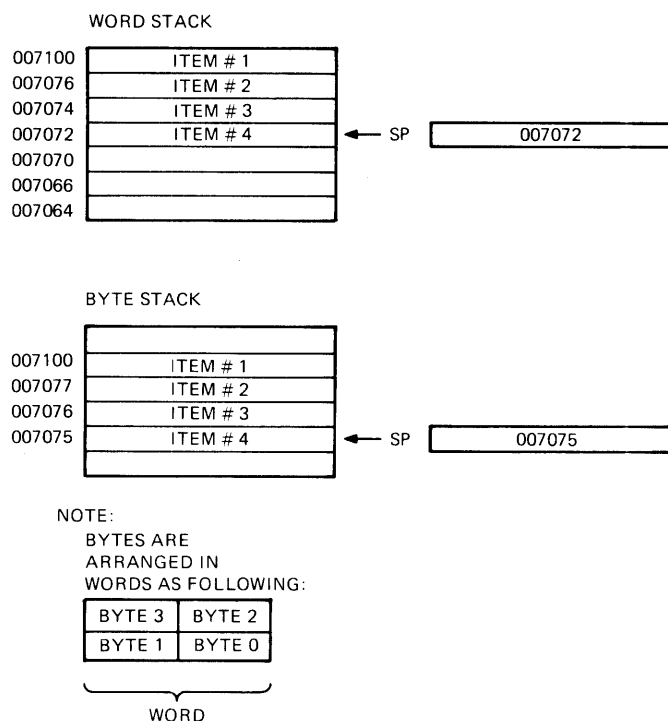 WORD STACK
007100 ITEM # 1
007076 ITEM # 2
007074 ITEM # 3
007072 ITEM # 4 SP 007072
007070
007066
007064
BYTE STACK
007100 ITEM # 1
007077 ITEM # 2
007076 ITEM # 3
007075 ITEM # 4 SP 007075
NOTE:
BYTES ARE
ARRANGED IN
WORDS AS FOLLOWING:
BYTE 3 BYTE 2
BYTE 1 BYTE 0
WORD